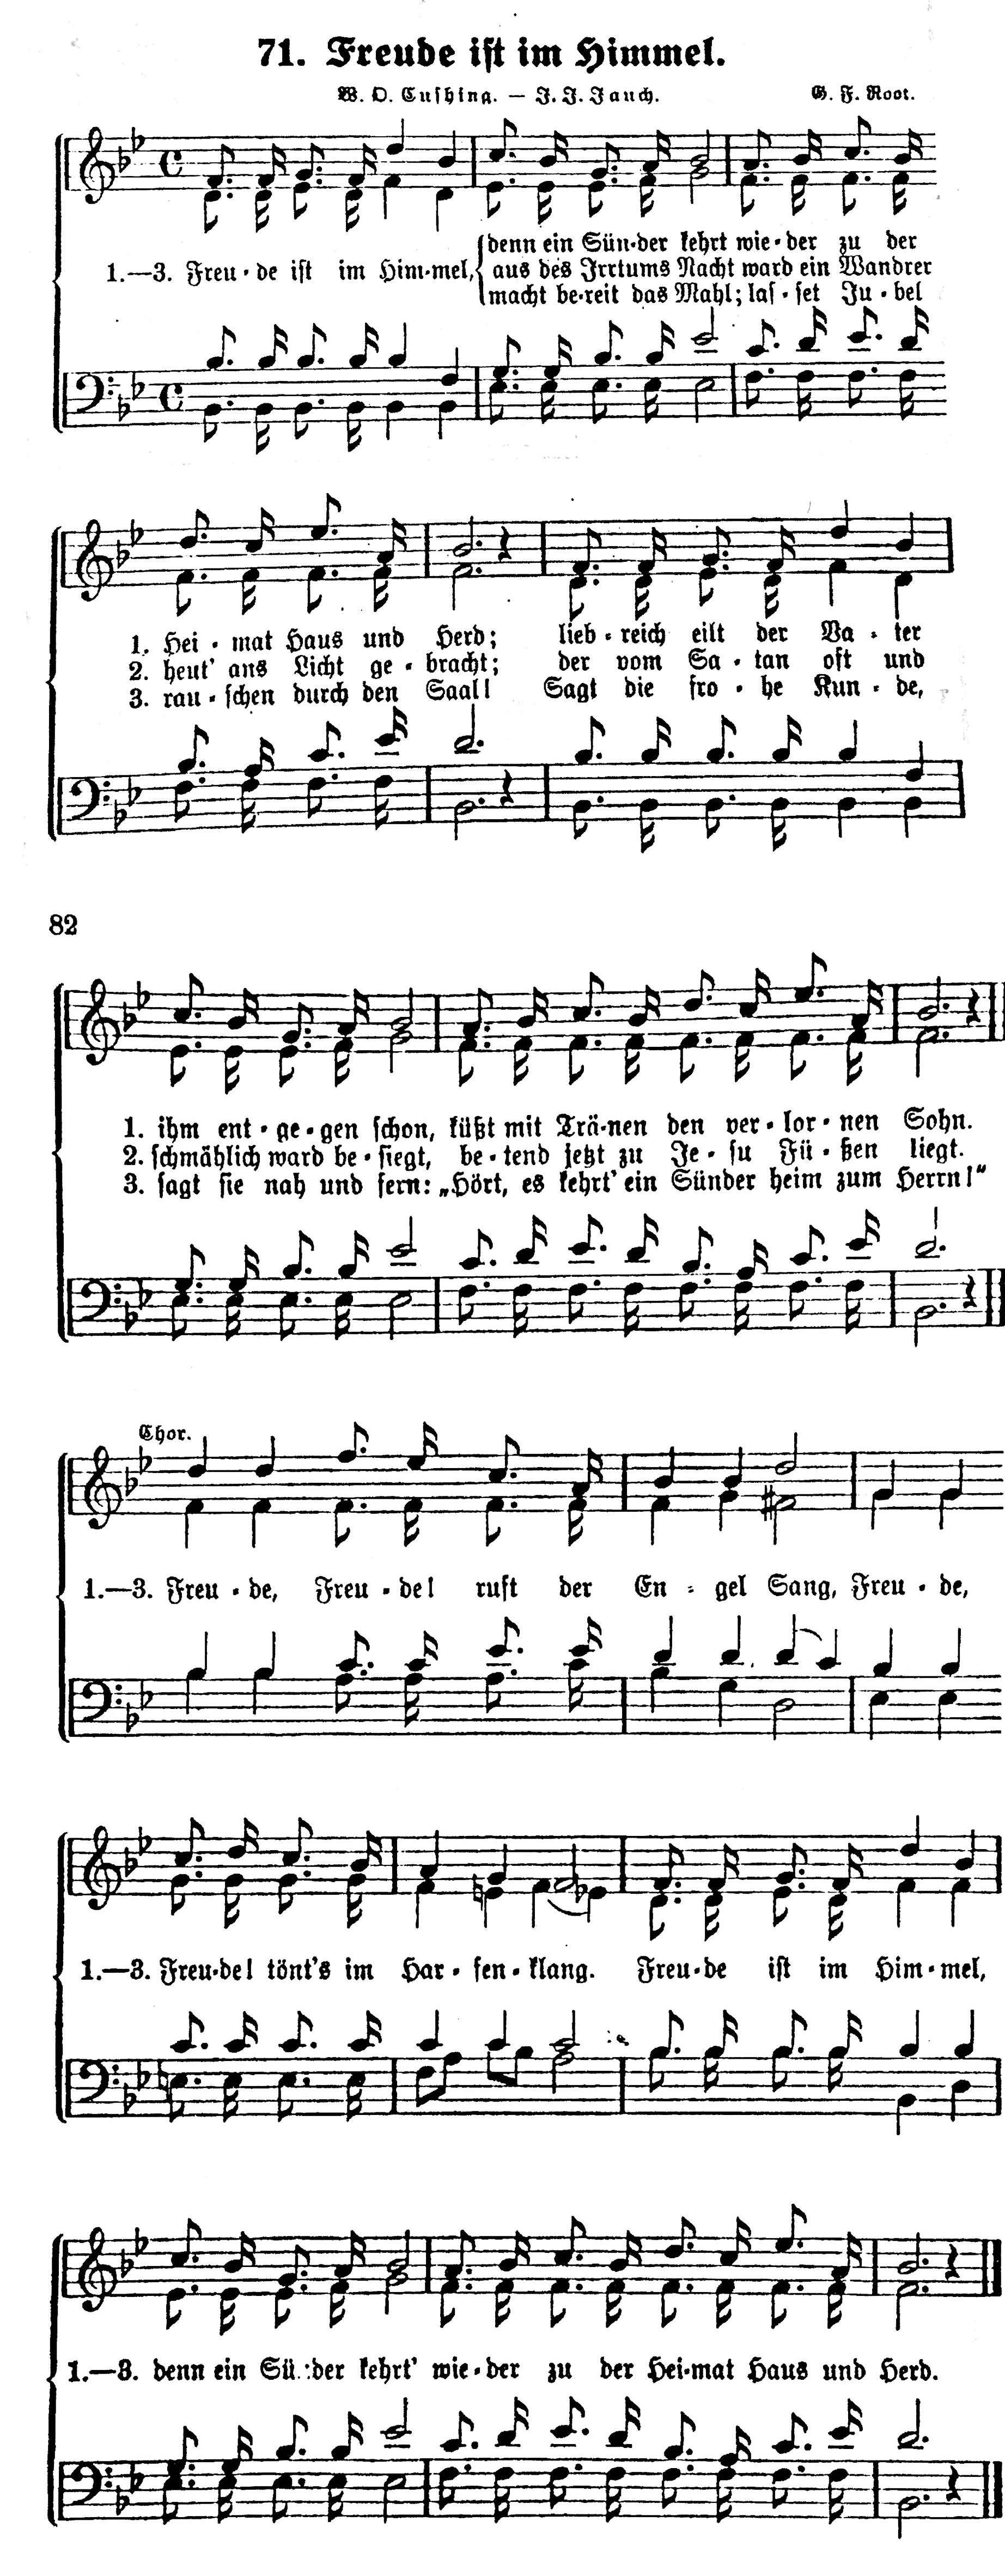 71. Freude ist im Himmel.
W. O. Cushing. — J. J. Jauch. G. F. Root.
denn ein Sün-der kehrt wie-der zu der
1.—3. Freu-de ist im Him-mel, aus des Irrtums Nacht ward ein Wandrer
macht be-reit das Mahl; las-set Ju-bel
1. Hei-mat Haus und Herd; lieb-reich eilt der Va-ter
2. heut' ans Licht ge-bracht; der vom Sa-tan oft und
3. rau-schen durch den Saal! Sagt die fro-he Kun-de,
82
1. ihm ent-ge-gen schon, küßt mit Trä-nen den ver-lor-nen Sohn.
2. schmählich ward be-siegt, be-tend jetzt zu Je-su Fü-ßen liegt.
3. sagt sie nah und fern: „Hört, es kehrt' ein Sünder heim zum Herrn!“
Chor.
1.—3. Freu-de, Freu-de! ruft der En-gel Sang, Freu-de,
1.—3. Freu-de! tönt's im Har-fen-klang. Freu-de ist im Him-mel,
1.—3. denn ein Sü der kehrt' wie-der zu der Hei-mat Haus und Herd.